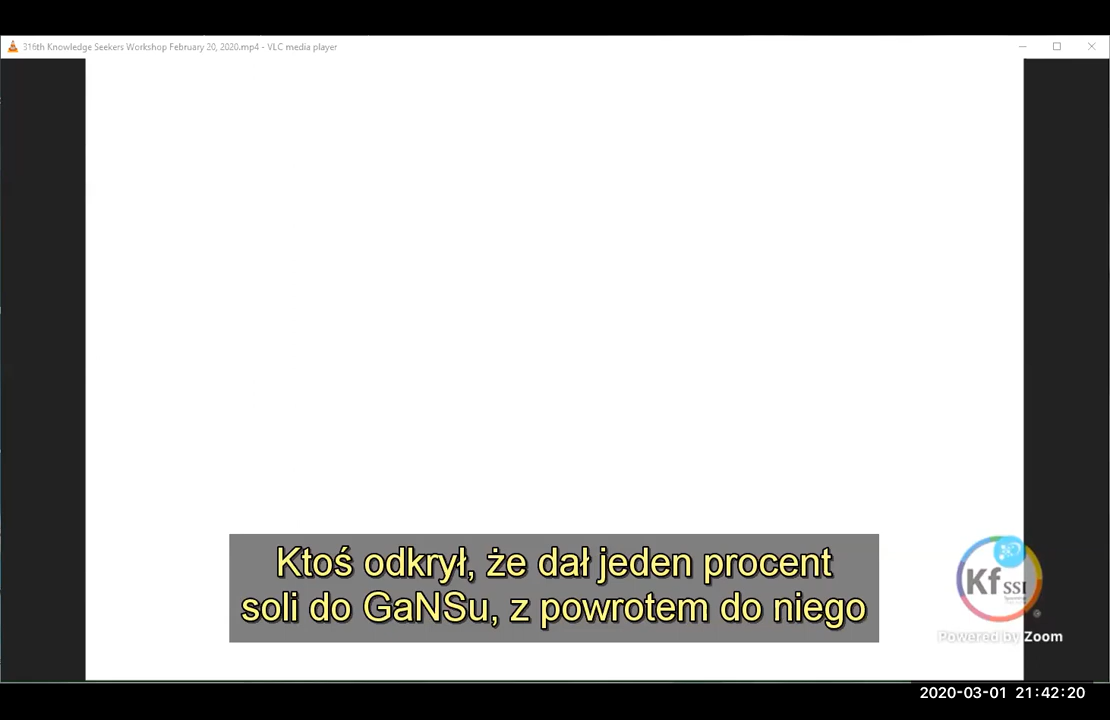 316th Knowledge Seekers Workshop February 20, 2020.mp4 - VLC media player
Ktoś odkrył, że dał jeden procent
soli do GaNSu, z powrotem do niego
Kf SSI
Powered by Zoom
2020-03-01 21:42:20